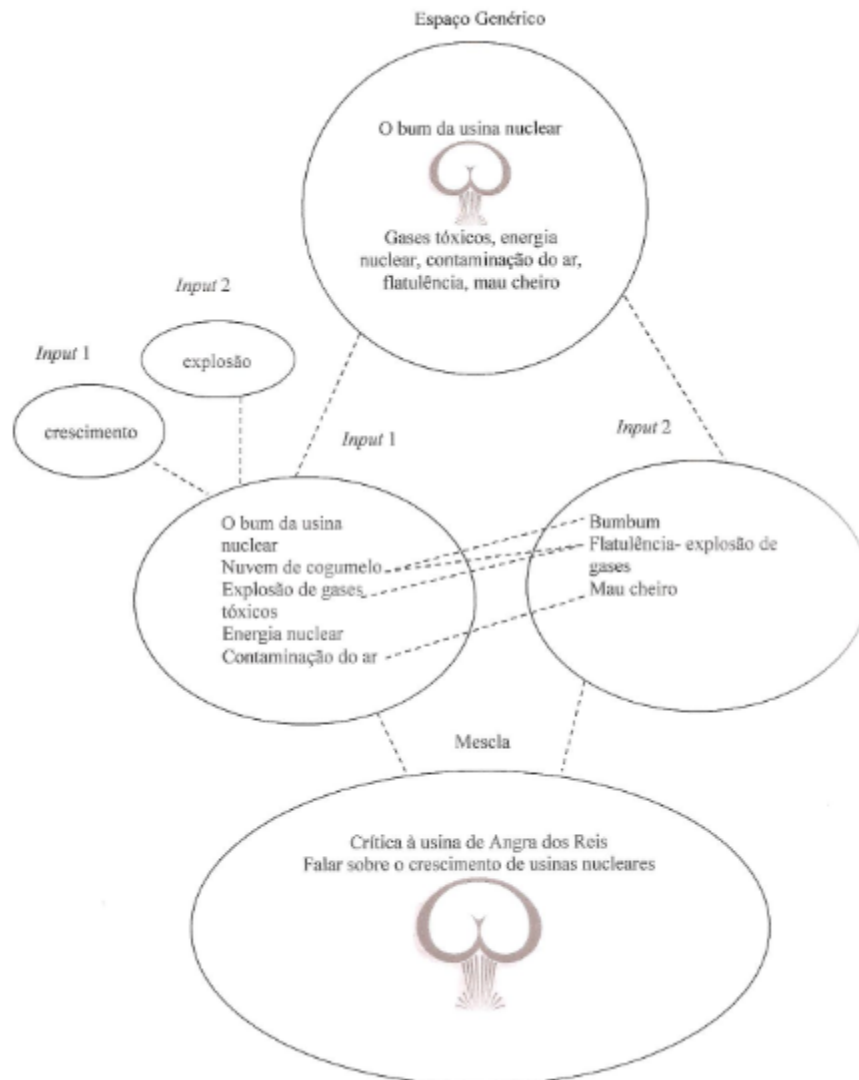 Espaço Genérico
O bum da usina nuclear
Gases tóxicos, energia
nuclear, contaminação do ar,
flatulência, mau cheiro
Input 2
explosão
Input 1
crescimento
Input 1
O bum da usina
nuclear
Nuvem de cogumelo
Explosão de gases
tóxicos
Energia nuclear
Contaminação do ar
Input 2
Bumbum
Flatulência- explosão de
gases
Mau cheiro
Mescla
Crítica à usina de Angra dos Reis
Falar sobre o crescimento de usinas nucleares